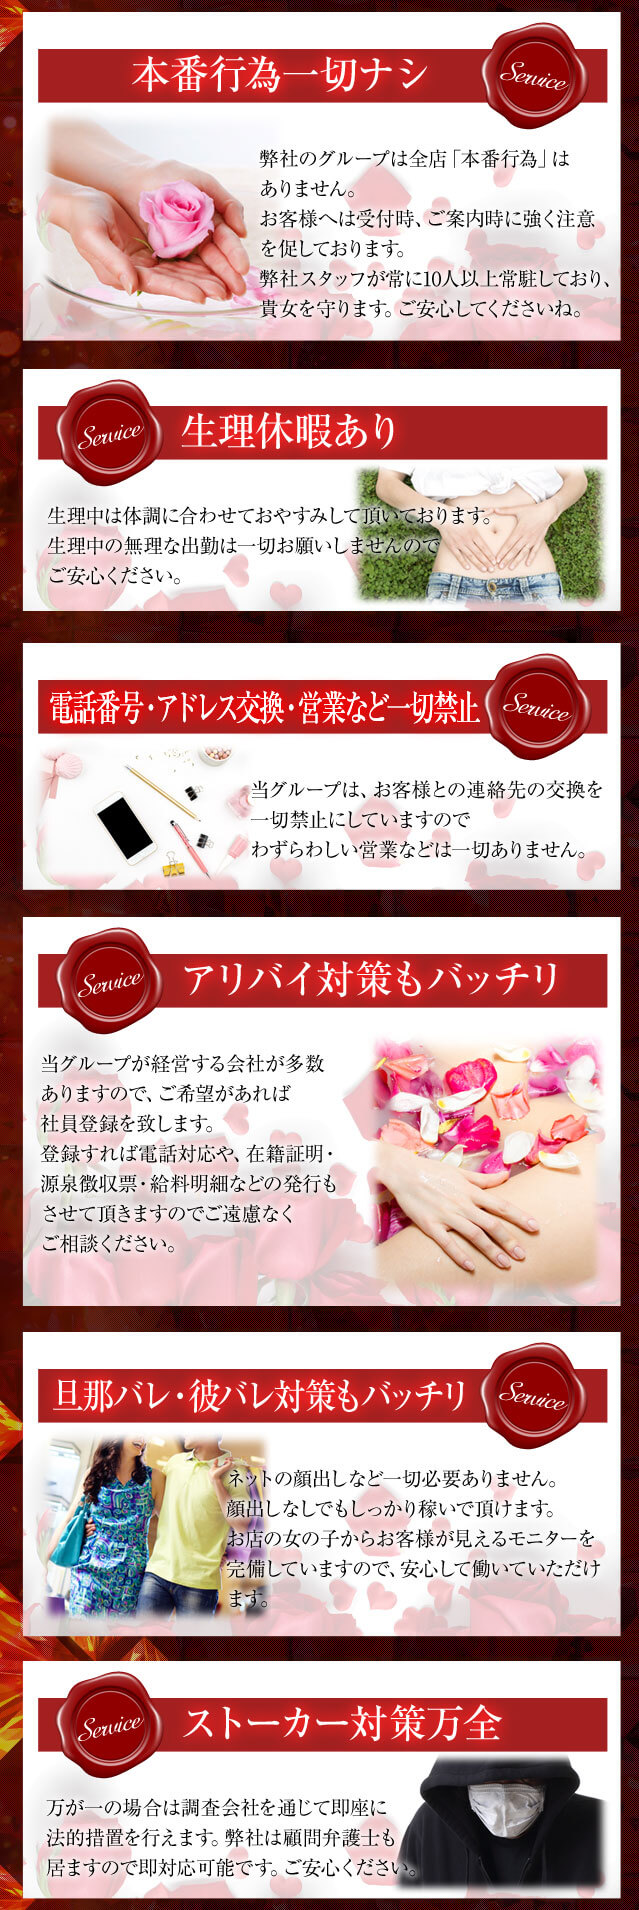 本番行為一切ナシ
Service
弊社のグループは全店「本番行為」は
ありません。
お客様へは受付時、ご案内時に強く注意
を促しております。
弊社スタッフが常に10人以上常駐しており、
貴女を守ります。ご安心してくださいね。
Service
生理休暇あり
生理中は体調に合わせておやすみして頂いております。
生理中の無理な出勤は一切お願いしませんので
ご安心ください。
電話番号・アドレス交換・営業など一切禁止
Service
当グループは、お客様との連絡先の交換を
一切禁止にしていますので
わずらわしい営業などは一切ありません。
Service
アリバイ対策もバッチリ
当グループが経営する会社が多数
ありますので、ご希望があれば
社員登録を致します。
登録すれば電話対応や、在籍証明・
源泉徴収票・給料明細などの発行も
させて頂きますのでご遠慮なく
ご相談ください。
旦那バレ・彼バレ対策もバッチリ
Service
ネットの顔出しなど一切必要ありません。
顔出しなしでもしっかり稼いで頂けます。
お店の女の子からお客様が見えるモニターを
完備していますので、安心して働いていただけ
ます。
Service
ストーカー対策万全
万が一の場合は調査会社を通じて即座に
法的措置を行えます。弊社は顧問弁護士も
居ますので即対応可能です。ご安心ください。